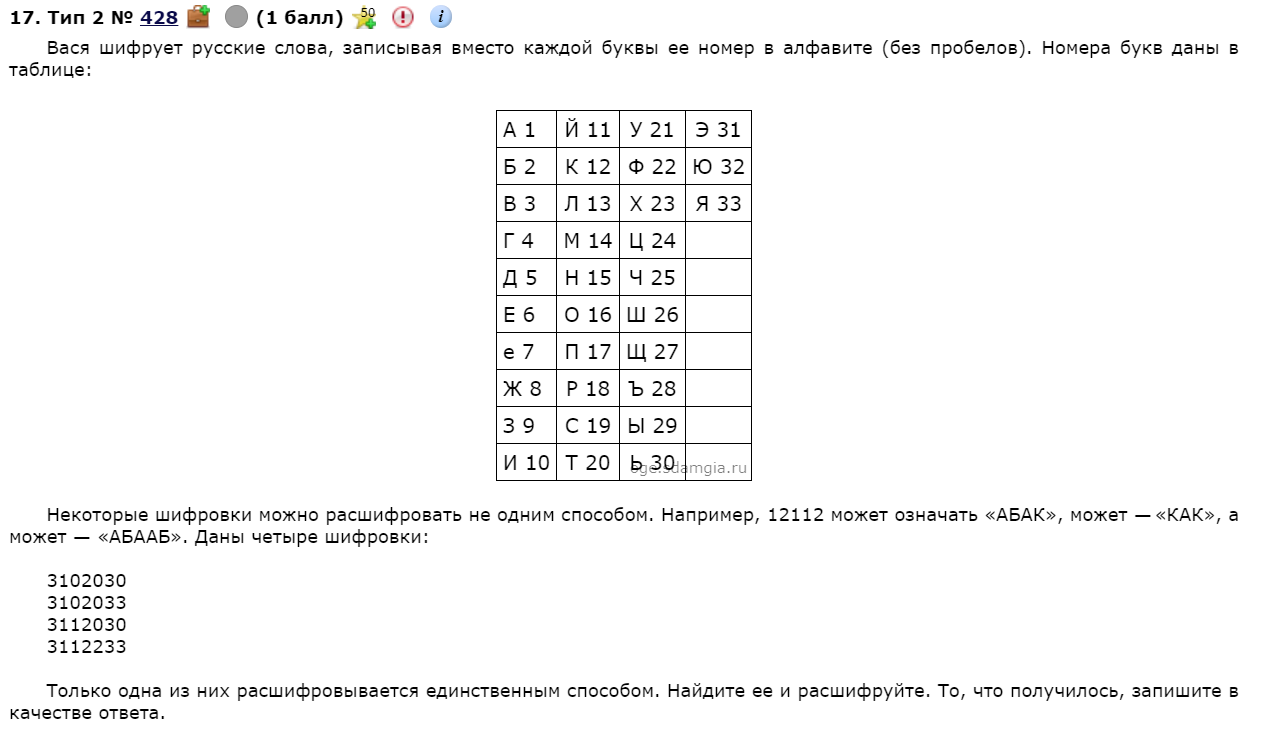 17. Тип 2 № 428 (1 балл) 50 ! i
Вася шифрует русские слова, записывая вместо каждой буквы ее номер в алфавите (без пробелов). Номера букв даны в
таблице:
А 1 Й 11 У 21 Э 31
Б 2 К 12 Ф 22 Ю 32
В 3 Л 13 Х 23 Я 33
Г 4 М 14 Ц 24
Д 5 Н 15 Ч 25
Е 6 О 16 Ш 26
е 7 П 17 Щ 27
Ж 8 Р 18 Ъ 28
З 9 С 19 Ы 29
И 10 Т 20 Ь 30
oge.sdamgia.ru
Некоторые шифровки можно расшифровать не одним способом. Например, 12112 может означать «АБАК», может — «КАК», а
может — «АБААБ». Даны четыре шифровки:
3102030
3102033
3112030
3112233
Только одна из них расшифровывается единственным способом. Найдите ее и расшифруйте. То, что получилось, запишите в
качестве ответа.